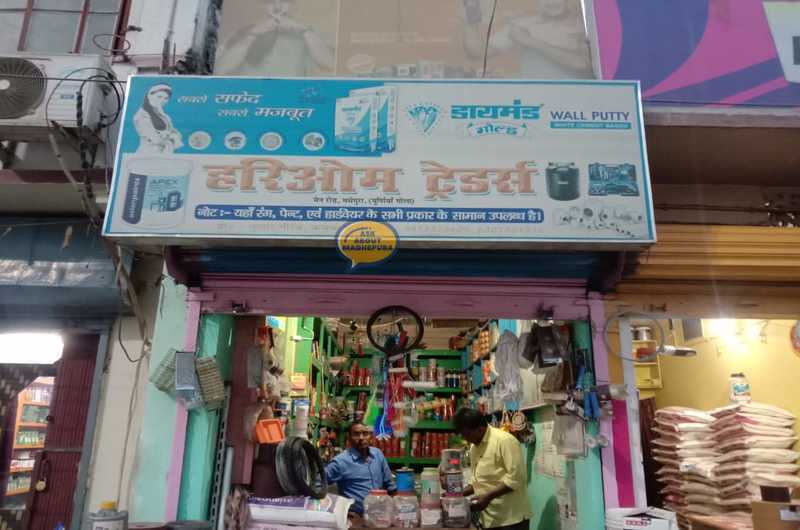 सबसे सफेद
सबसे मजबूत
डायमंड
गोल्ड
WALL PUTTY
WHITE CEMENT BASED
हरिओम ट्रेडर्स
मेन रोड, मधेपुरा, (पूर्णियाँ गोला)
नोट :- यहाँ रंग, पेन्ट, एवं हार्डवेयर के सभी प्रकार के सामान उपलब्ध है।
APEX
ASK
ABOUT
MADHEPURA